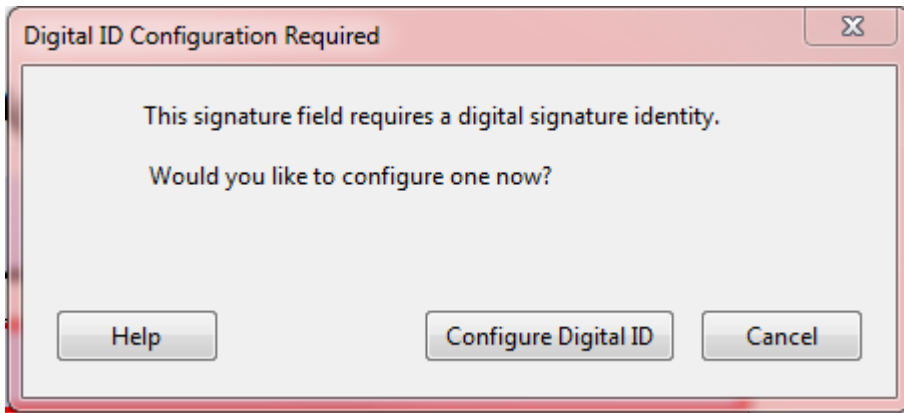 Digital ID Configuration Required
This signature field requires a digital signature identity.
Would you like to configure one now?
Help
Configure Digital ID
Cancel